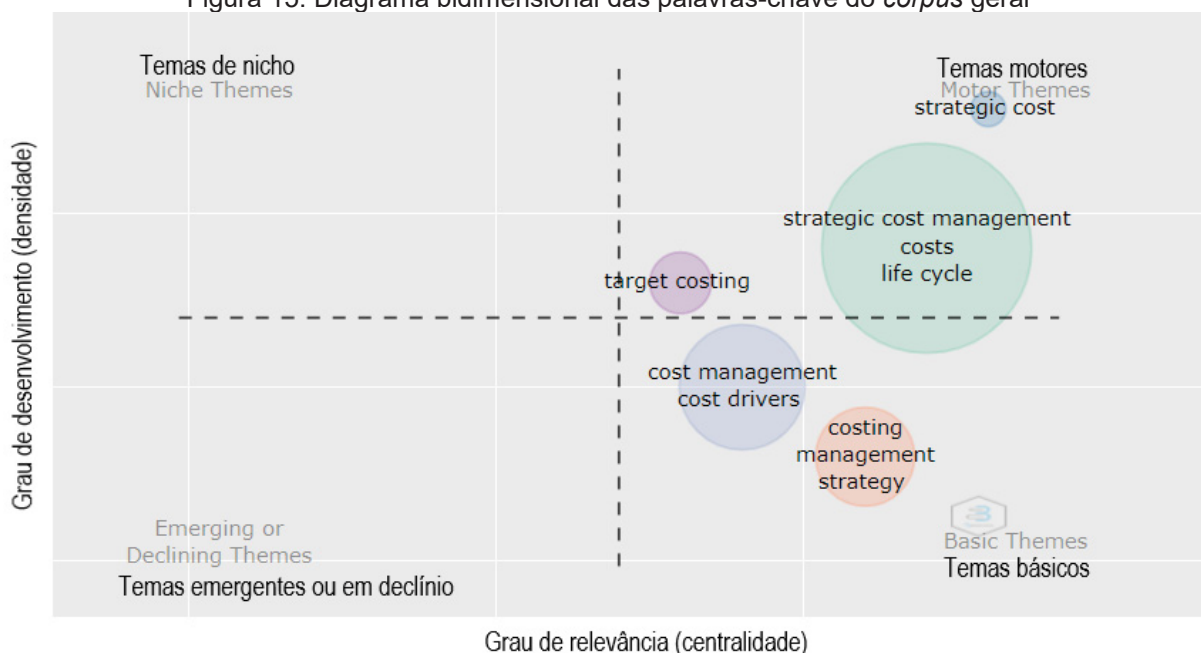 Figura 15: Diagrama bidimensional das palavras-chave do corpus geral
Temas de nicho
Niche Themes
Temas motores
Motor Themes
strategic cost
strategic cost management
costs
life cycle
target costing
cost management
cost drivers
costing
management
strategy
Grau de desenvolvimento (densidade)
Emerging or
Declining Themes
Temas emergentes ou em declínio
Basic Themes
Temas básicos
Grau de relevância (centralidade)